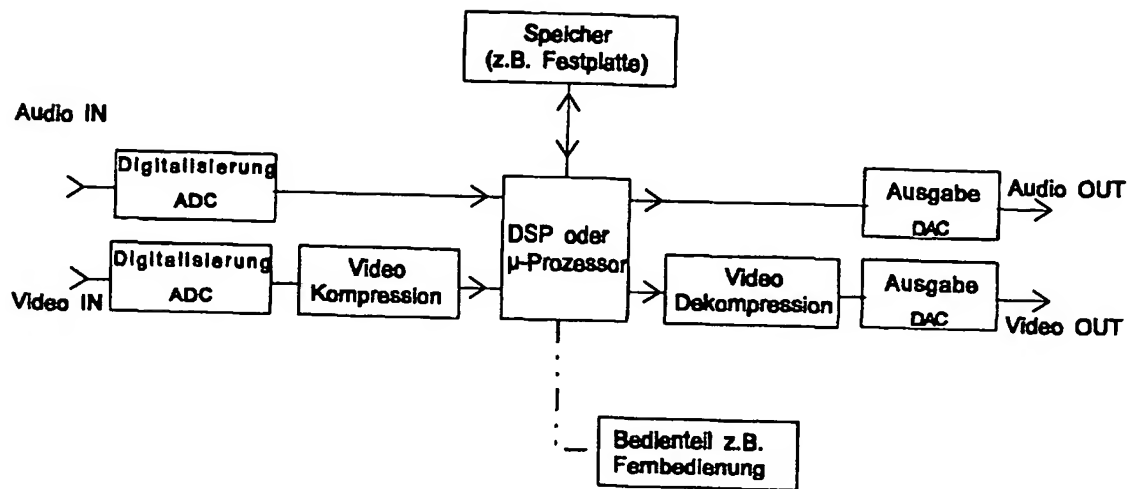 Speicher
(z.B. Festplatte)
Audio IN
Digitalisierung
ADC
Ausgabe
DAC
Audio OUT
DSP oder
µ-Prozessor
Video IN
Digitalisierung
ADC
Video
Kompression
Video
Dekompression
Ausgabe
DAC
Video OUT
Bedienteil z.B.
Fernbedienung